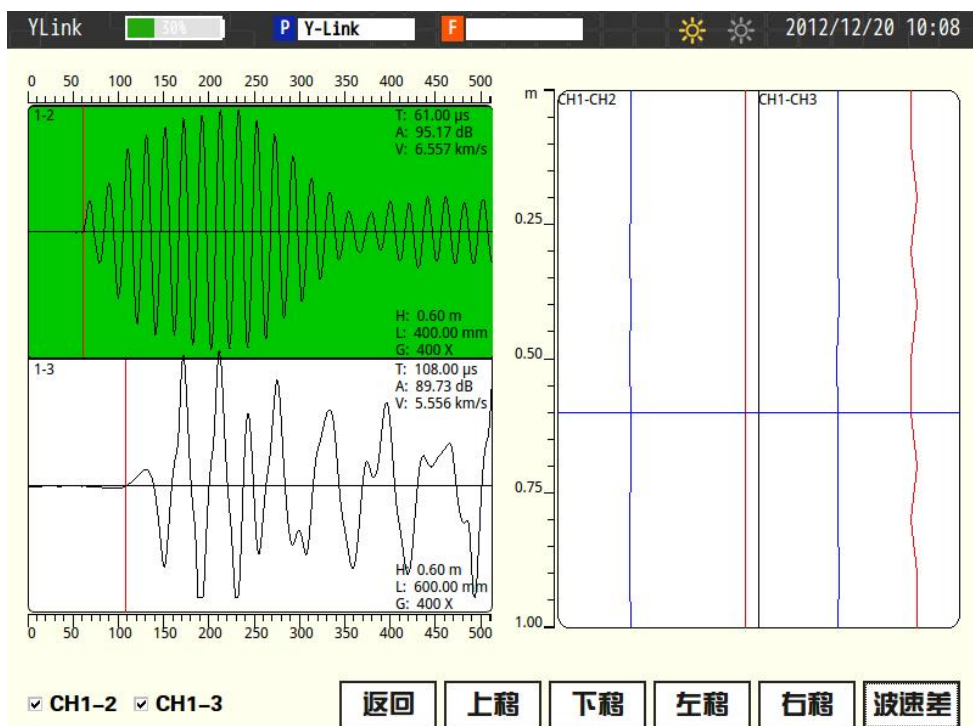 YLink 30% P Y-Link F 2012/12/20 10:08
0 50 100 150 200 250 300 350 400 450 500
1-2
T: 61.00 μs
A: 95.17 dB
V: 6.557 km/s
H: 0.60 m
L: 400.00 mm
G: 400 X
1-3
T: 108.00 μs
A: 89.73 dB
V: 5.556 km/s
H: 0.60 m
L: 600.00 mm
G: 400 X
0 50 100 150 200 250 300 350 400 450 500
m
CH1-CH2 CH1-CH3
0.25
0.50
0.75
1.00
CH1-2 CH1-3
返回 上移 下移 左移 右移 波速差